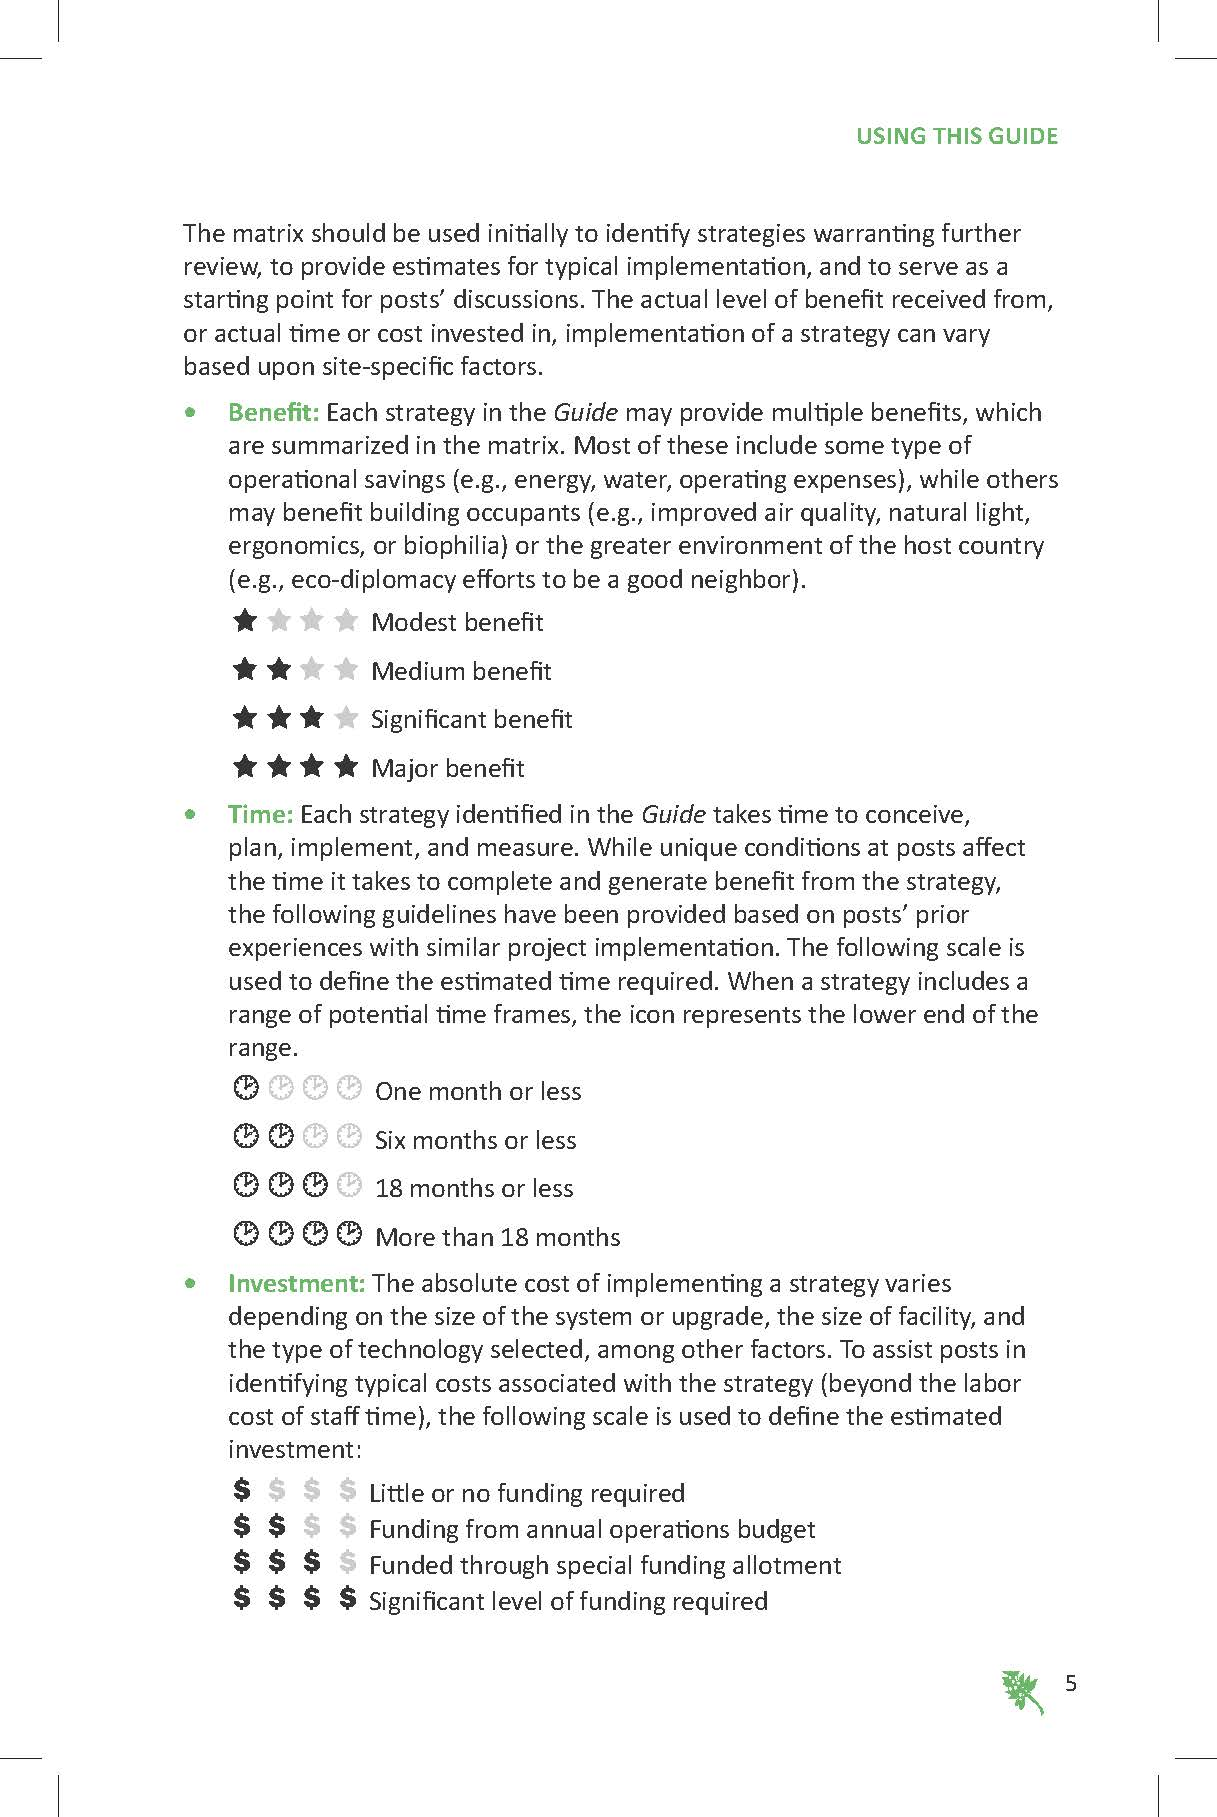 USING THIS GUIDE
The matrix should be used initially to identify strategies warranting further
review, to provide estimates for typical implementation, and to serve as a
starting point for posts’ discussions. The actual level of benefit received from,
or actual time or cost invested in, implementation of a strategy can vary
based upon site-specific factors.
• Benefit: Each strategy in the Guide may provide multiple benefits, which
are summarized in the matrix. Most of these include some type of
operational savings (e.g., energy, water, operating expenses), while others
may benefit building occupants (e.g., improved air quality, natural light,
ergonomics, or biophilia) or the greater environment of the host country
(e.g., eco-diplomacy efforts to be a good neighbor).
★ ★ ★ ★ Modest benefit
★ ★ ★ ★ Medium benefit
★ ★ ★ ★ Significant benefit
★ ★ ★ ★ Major benefit
• Time: Each strategy identified in the Guide takes time to conceive,
plan, implement, and measure. While unique conditions at posts affect
the time it takes to complete and generate benefit from the strategy,
the following guidelines have been provided based on posts’ prior
experiences with similar project implementation. The following scale is
used to define the estimated time required. When a strategy includes a
range of potential time frames, the icon represents the lower end of the
range.
One month or less
Six months or less
18 months or less
More than 18 months
• Investment: The absolute cost of implementing a strategy varies
depending on the size of the system or upgrade, the size of facility, and
the type of technology selected, among other factors. To assist posts in
identifying typical costs associated with the strategy (beyond the labor
cost of staff time), the following scale is used to define the estimated
investment:
$ $ $ $ Little or no funding required
$ $ $ $ Funding from annual operations budget
$ $ $ $ Funded through special funding allotment
$ $ $ $ Significant level of funding required
5